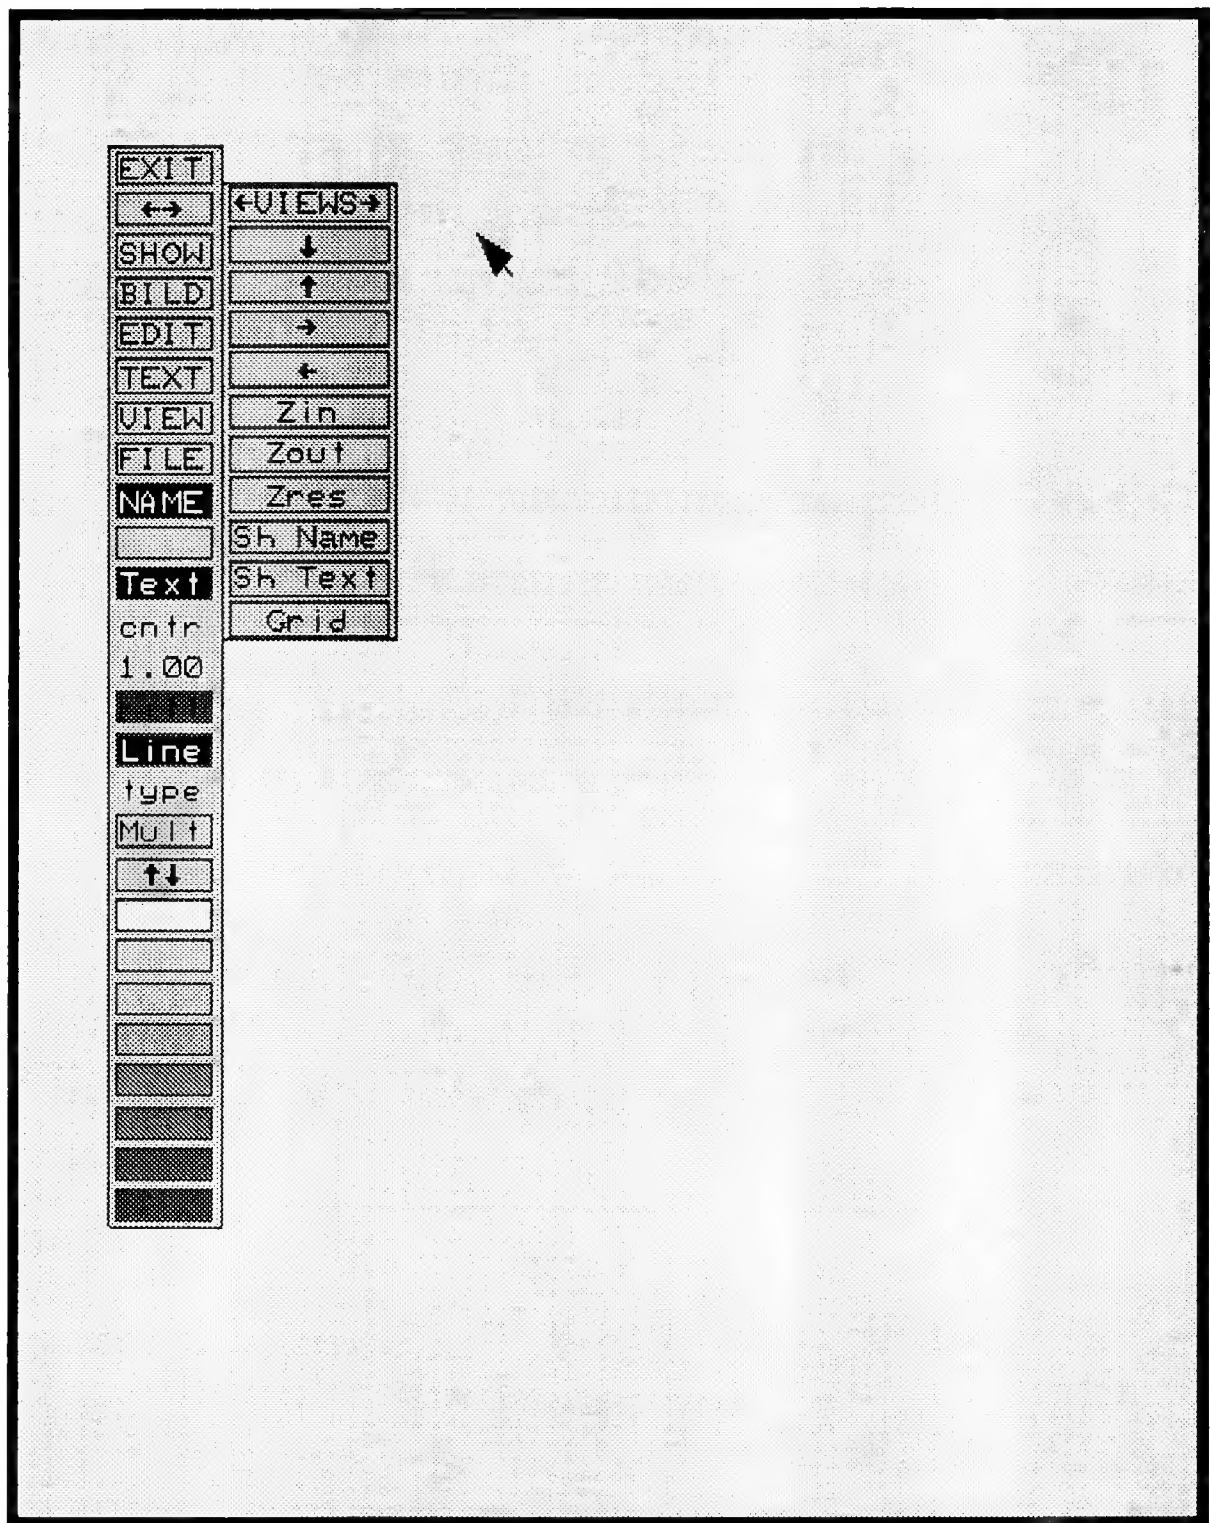 EXIT
↔
SHOW
BILD
EDIT
TEXT
VIEW
FILE
NAME
Text
cntr
1.00
Line
type
Mult
↑↓
←VIEWS→
↓
↑
→
←
Zin
Zout
Zres
Sh Name
Sh Text
Grid